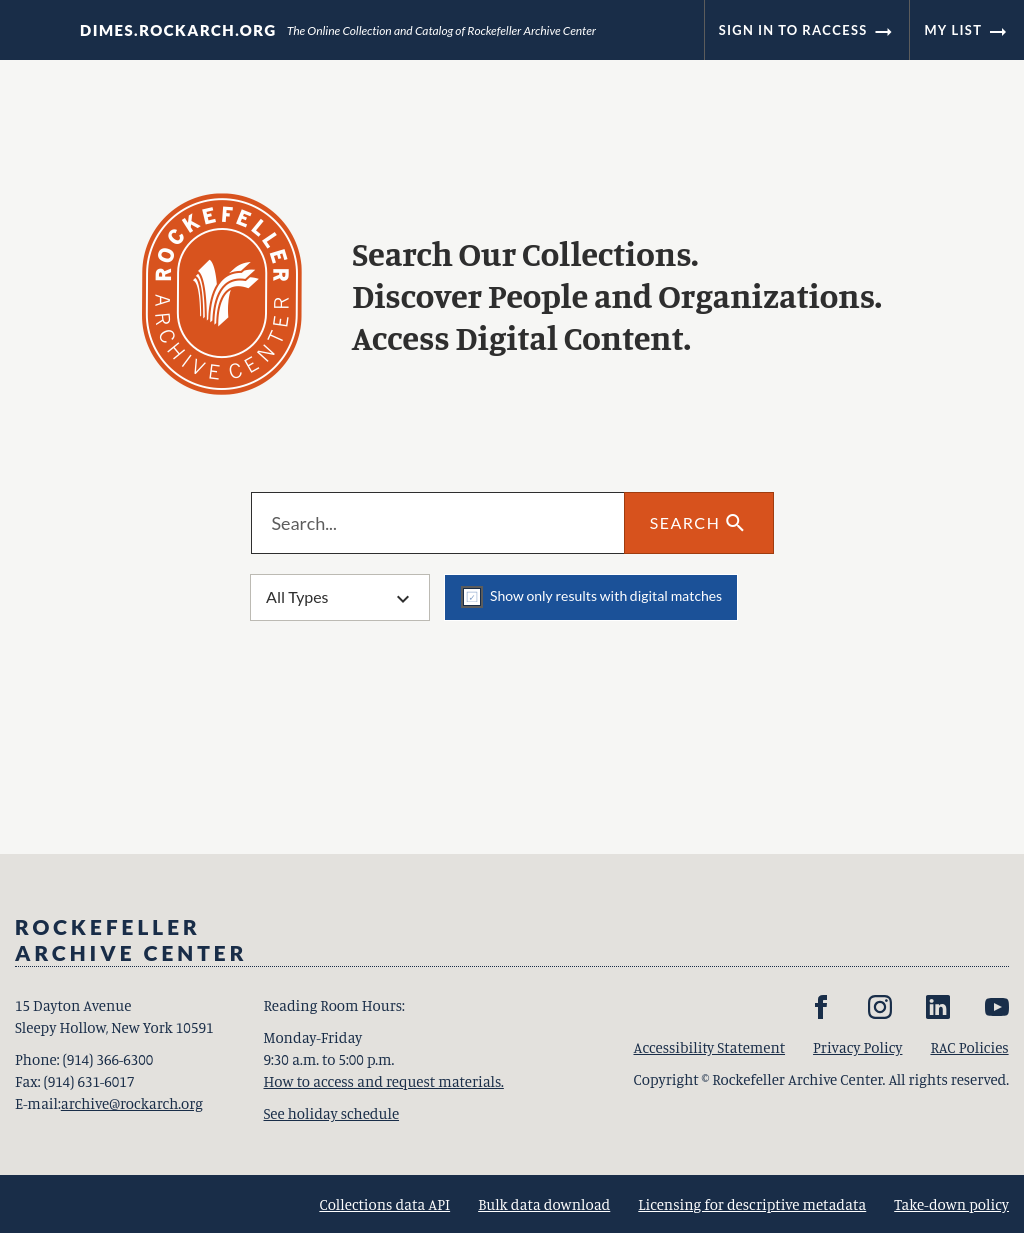 DIMES.ROCKARCH.ORG The Online Collection and Catalog of Rockefeller Archive Center
SIGN IN TO RACCESS
MY LIST
ROCKEFELLER
ARCHIVE CENTER
Search Our Collections.
Discover People and Organizations.
Access Digital Content.
Search...
SEARCH
All Types
Show only results with digital matches
ROCKEFELLER
ARCHIVE CENTER
15 Dayton Avenue
Sleepy Hollow, New York 10591
Phone: (914) 366-6300
Fax: (914) 631-6017
E-mail:archive@rockarch.org
Reading Room Hours:
Monday-Friday
9:30 a.m. to 5:00 p.m.
How to access and request materials.
See holiday schedule
Accessibility Statement
Privacy Policy
RAC Policies
Copyright © Rockefeller Archive Center. All rights reserved.
Collections data API
Bulk data download
Licensing for descriptive metadata
Take-down policy